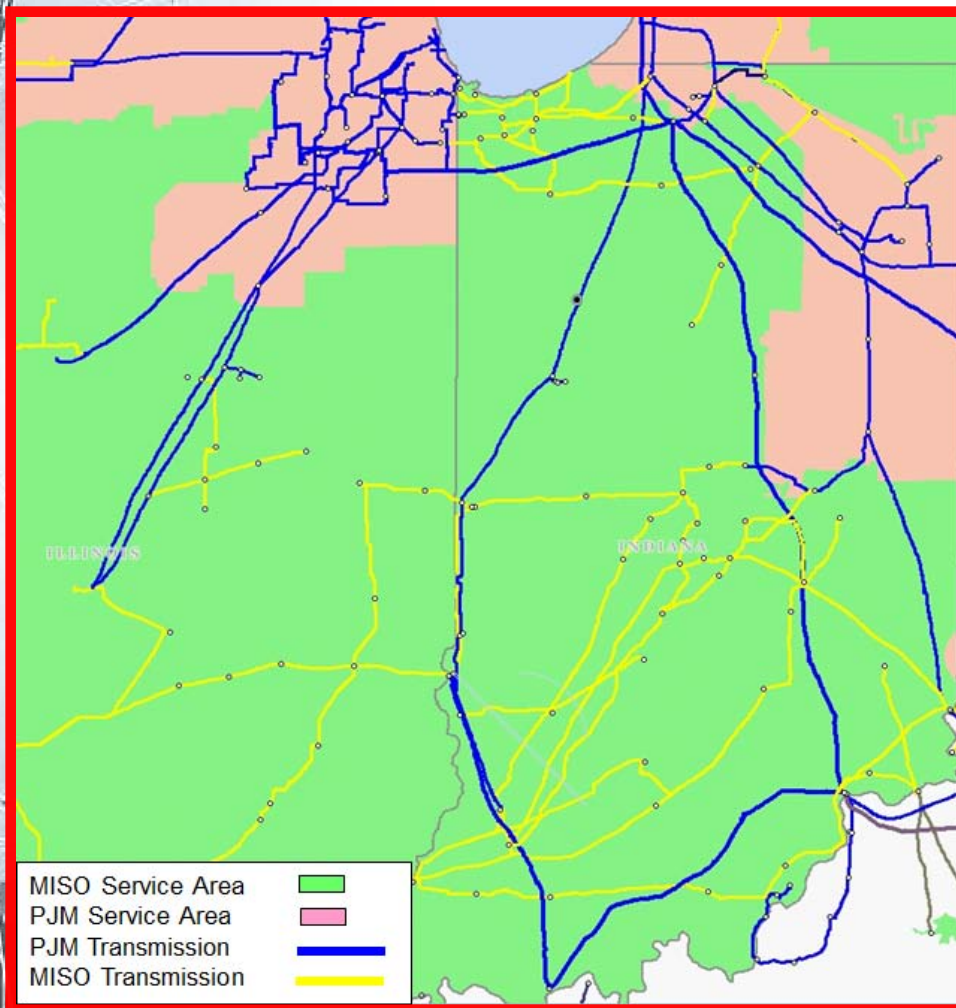 ILLINOIS
INDIANA
MISO Service Area
PJM Service Area
PJM Transmission
MISO Transmission